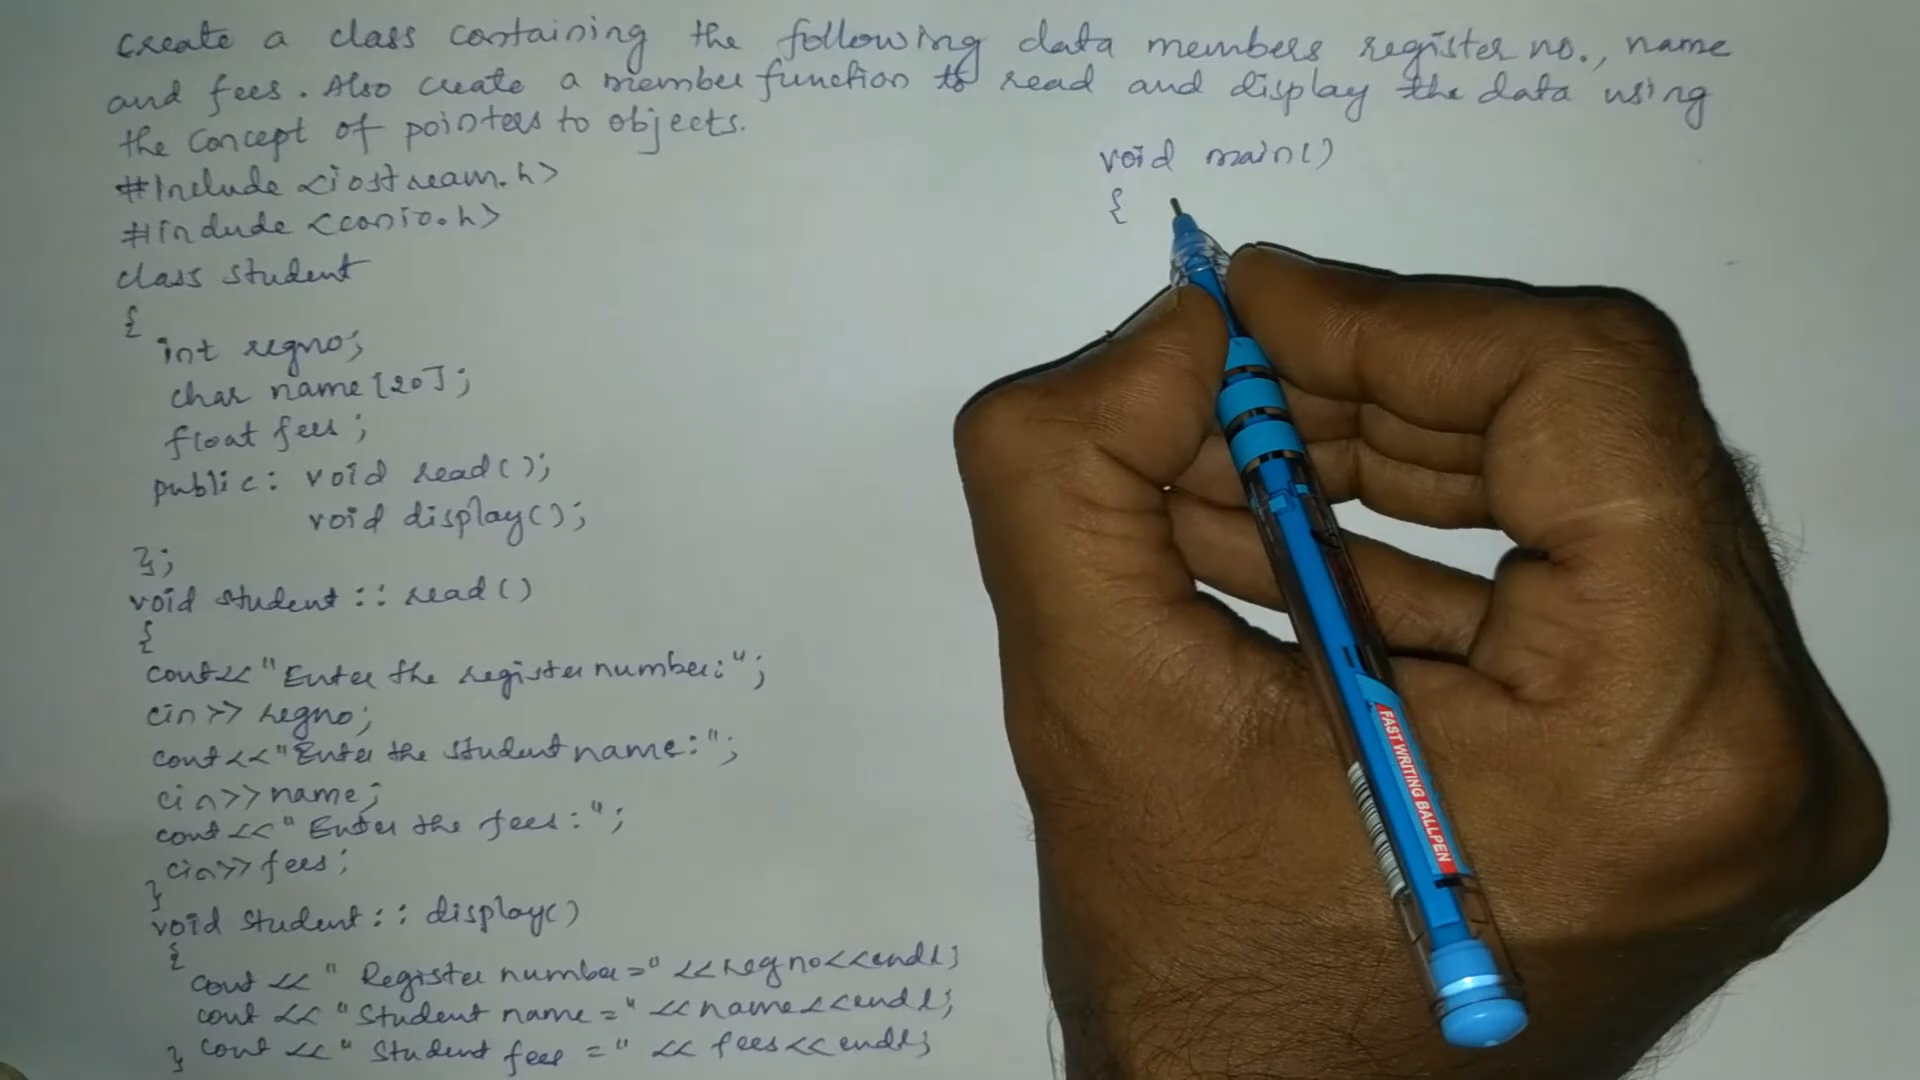 create a class containing the following data members register no., name
and fees. Also create a member function to read and display the data using
the concept of pointers to objects.
#include <iostream.h>
#include <conio.h>
class student
{
int regno;
char name[20];
float fees;
public: void read();
void display();
};
void student :: read()
{
cout<<"Enter the register number:";
cin>>regno;
cout<<"Enter the student name:";
cin>>name;
cout<<"Enter the fees:";
cin>>fees;
}
void student :: display()
{
cout << "Register number=" <<regno<<endl;
cout << "Student name=" <<name<<endl;
} cout << "Student fees =" << fees<<endl;
void main()
{
FAST WRITING BALLPEN